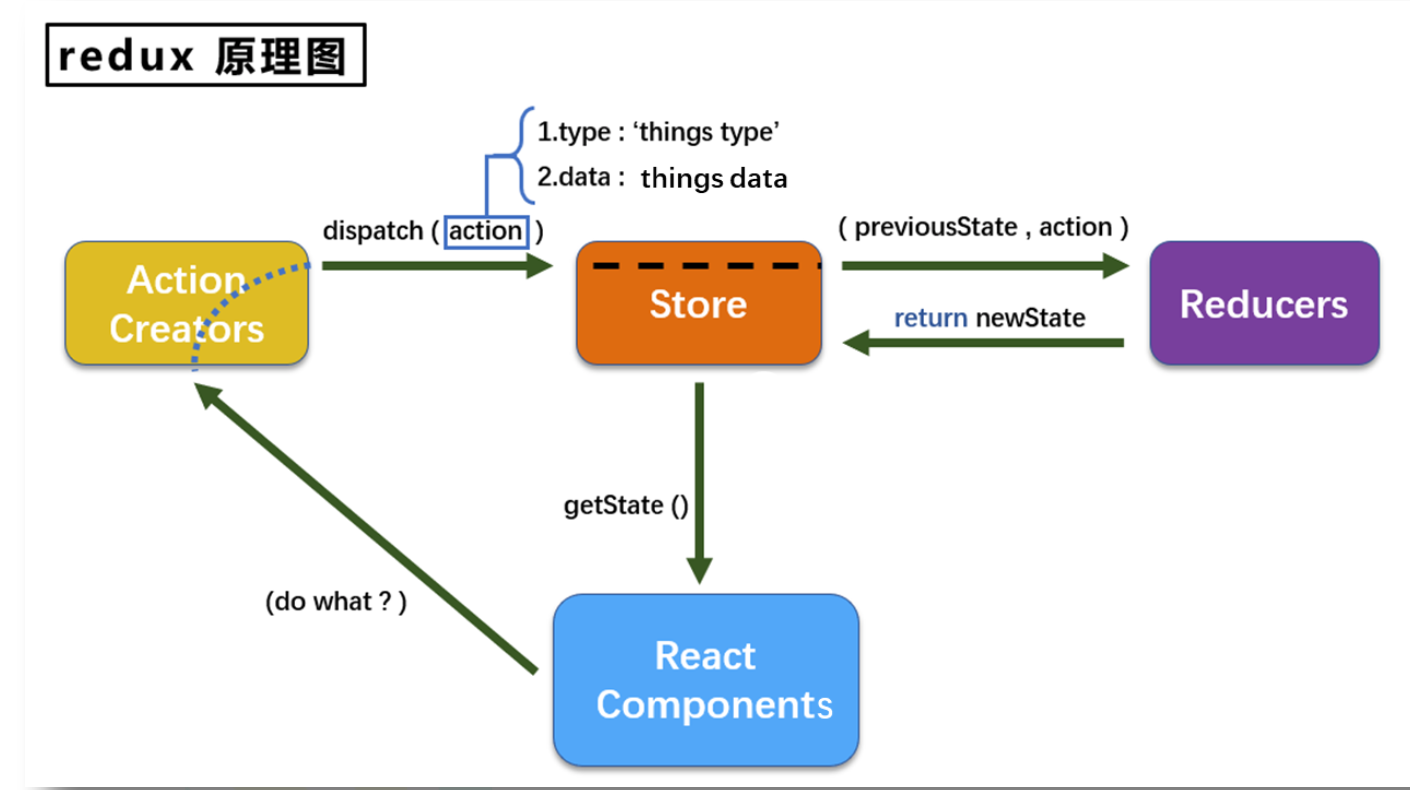 redux 原理图
1.type : ‘things type’
2.data : things data
dispatch ( action )
( previousState , action )
Action
Creators
Store
return newState
Reducers
getState ()
(do what ? )
React
Components